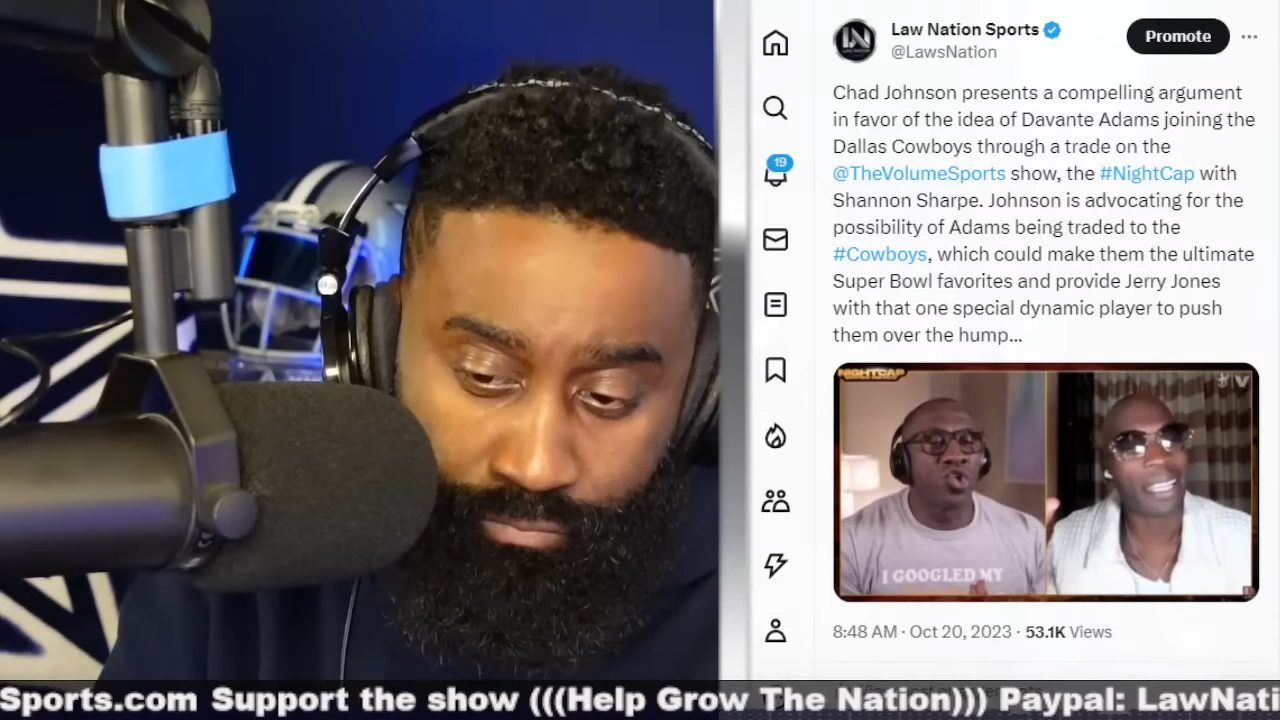 Law Nation Sports
Promote
@LawsNation
Chad Johnson presents a compelling argument
in favor of the idea of Davante Adams joining the
Dallas Cowboys through a trade on the
@TheVolumeSports show, the #NightCap with
Shannon Sharpe. Johnson is advocating for the
possibility of Adams being traded to the
#Cowboys, which could make them the ultimate
Super Bowl favorites and provide Jerry Jones
with that one special dynamic player to push
them over the hump...
19
NIGHTCAP
I GOOGLED MY
8:48 AM · Oct 20, 2023 · 53.1K Views
Sports.com Support the show (((Help Grow The Nation))) Paypal: LawNati